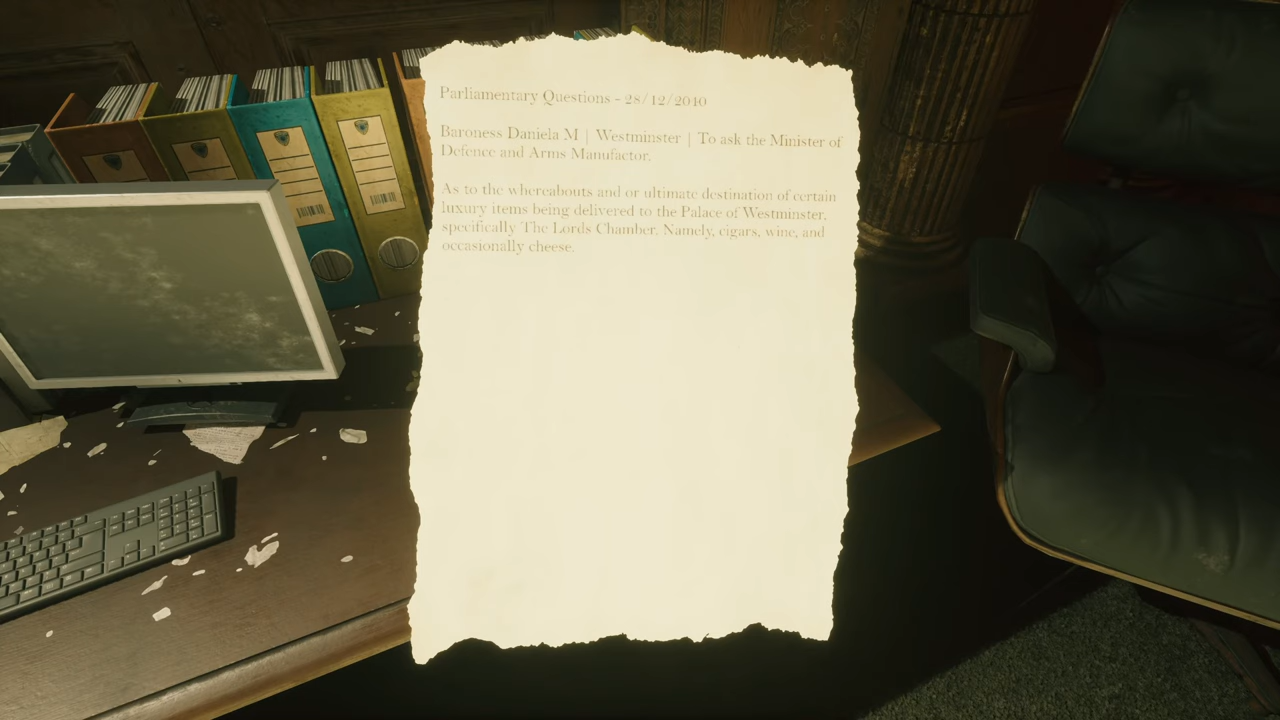 Parliamentary Questions - 28/12/2040
Baroness Daniela M | Westminster | To ask the Minister of
Defence and Arms Manufactor.
As to the whereabouts and or ultimate destination of certain
luxury items being delivered to the Palace of Westminster,
specifically The Lords Chamber. Namely, cigars, wine, and
occasionally cheese.